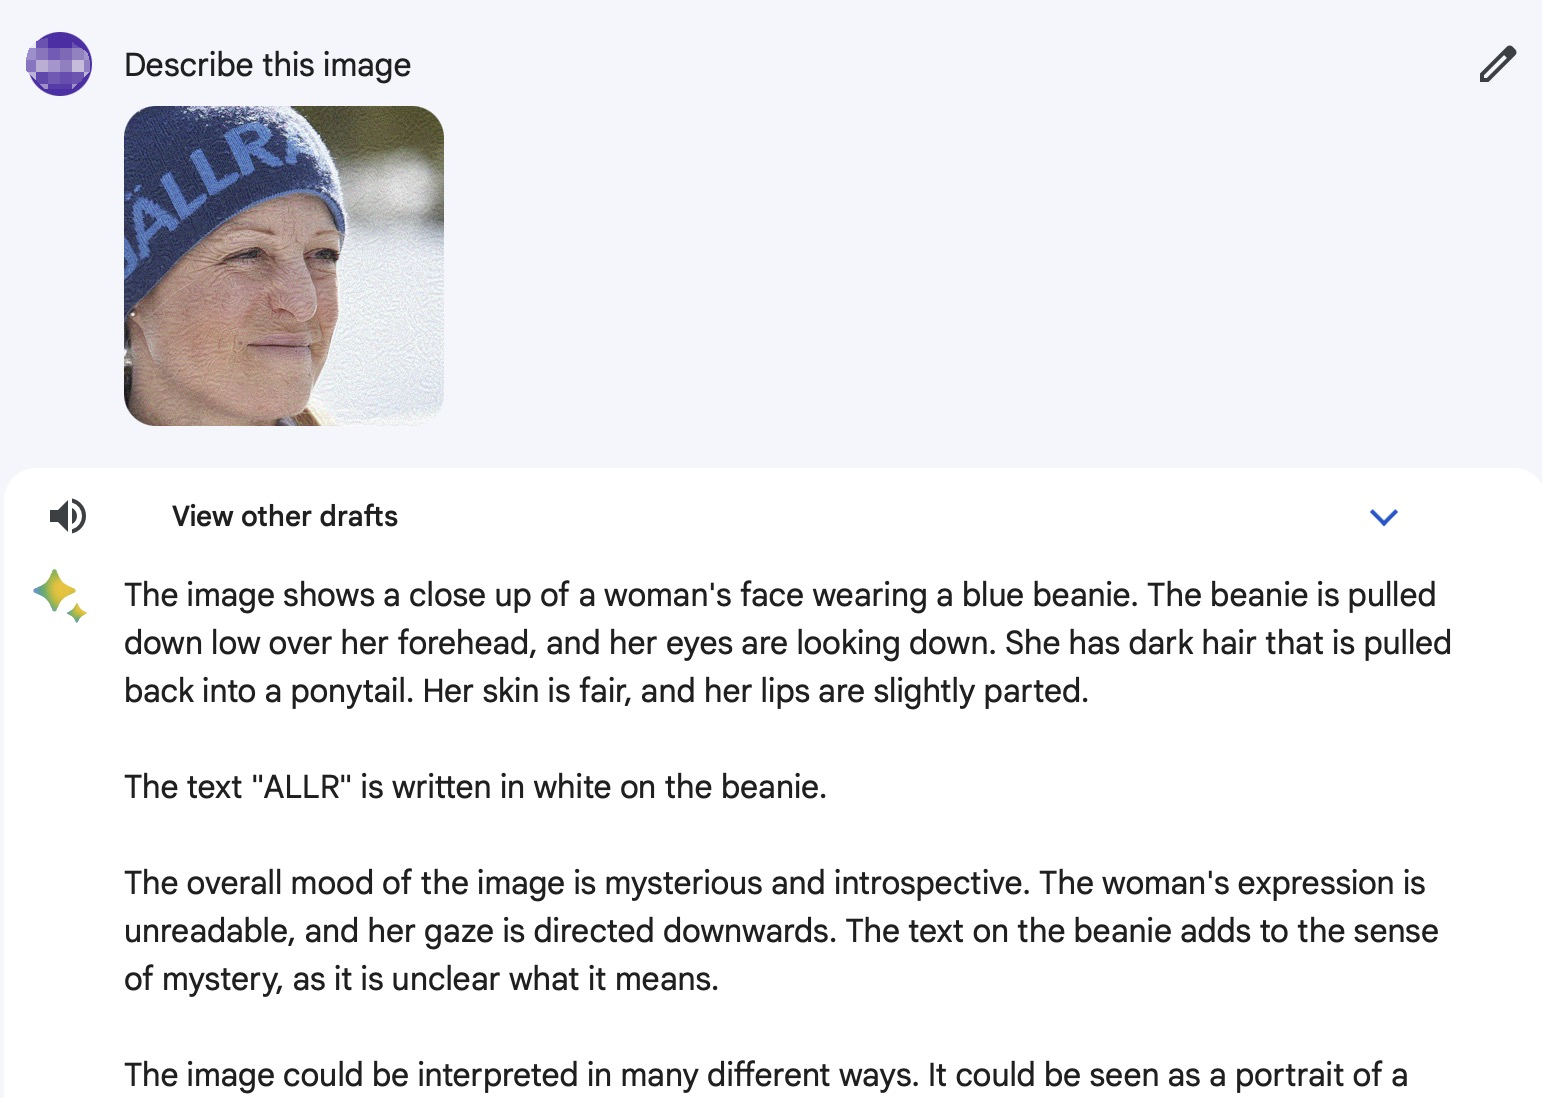 Describe this image
JÄLLRA
View other drafts
The image shows a close up of a woman's face wearing a blue beanie. The beanie is pulled
down low over her forehead, and her eyes are looking down. She has dark hair that is pulled
back into a ponytail. Her skin is fair, and her lips are slightly parted.
The text "ALLR" is written in white on the beanie.
The overall mood of the image is mysterious and introspective. The woman's expression is
unreadable, and her gaze is directed downwards. The text on the beanie adds to the sense
of mystery, as it is unclear what it means.
The image could be interpreted in many different ways. It could be seen as a portrait of a